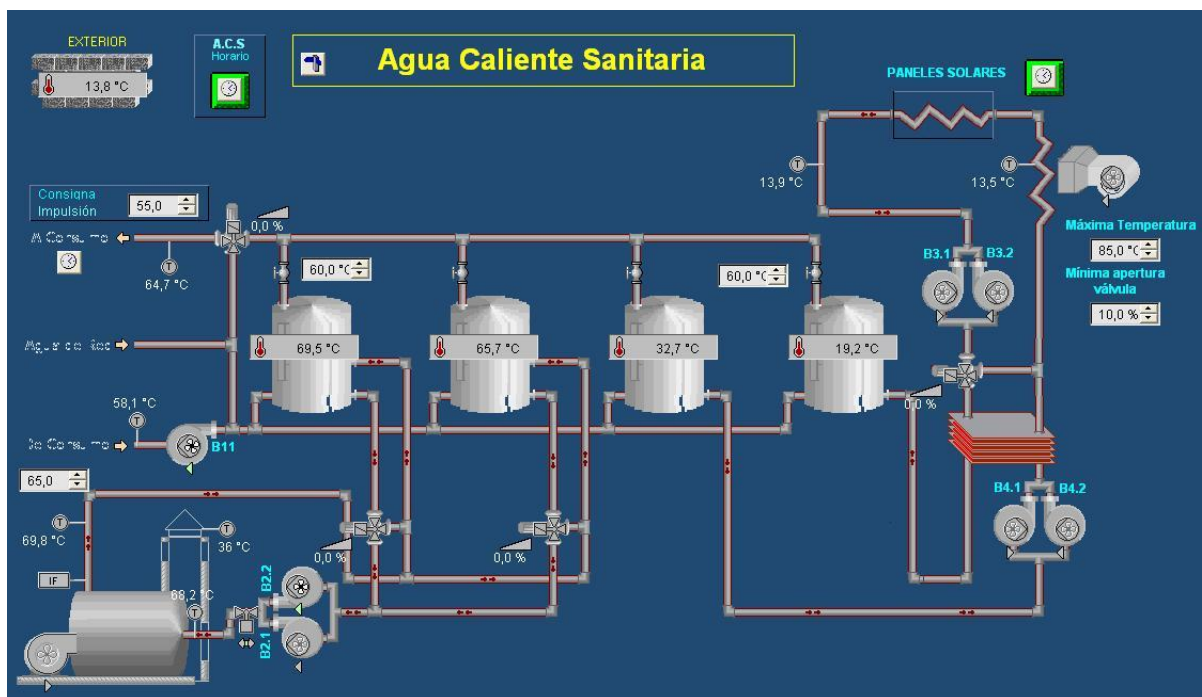 EXTERIOR
13,8 °C
A.C.S
Horario
Agua Caliente Sanitaria
PANELES SOLARES
13,9 °C
13,5 °C
Consigna
Impulsión
55,0
0,0 %
64,7 °C
60,0 °C
60,0 °C
B3.1
B3.2
Máxima Temperatura
85,0 °C
Mínima apertura
válvula
10,0 %
69,5 °C
65,7 °C
32,7 °C
19,2 °C
58,1 °C
0,0 %
B11
65,0
B4.1
B4.2
69,8 °C
36 °C
0,0 %
0,0 %
IF
68,2 °C
B2.2
B2.1
T
T
T
T
T
T
T